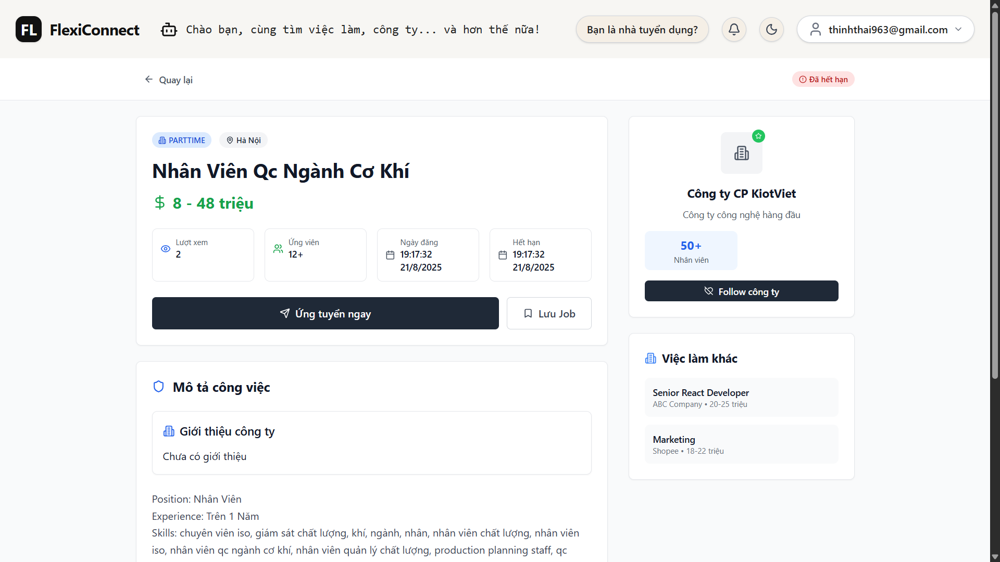 FL FlexiConnect
Chào bạn, cùng tìm việc làm, công ty... và hơn thế nữa!
Bạn là nhà tuyển dụng?
thinhthai963@gmail.com
Quay lại
Đã hết hạn
PARTTIME
Hà Nội
Nhân Viên Qc Ngành Cơ Khí
$ 8 - 48 triệu
Lượt xem
2
Ứng viên
12+
Ngày đăng
19:17:32
21/8/2025
Hết hạn
19:17:32
21/8/2025
Ứng tuyển ngay
Lưu Job
Mô tả công việc
Giới thiệu công ty
Chưa có giới thiệu
Position: Nhân Viên
Experience: Trên 1 Năm
Skills: chuyên viên iso, giám sát chất lượng, khí, ngành, nhân, nhân viên chất lượng, nhân viên
iso, nhân viên qc ngành cơ khí, nhân viên quản lý chất lượng, production planning staff, qc
Công ty CP KiotViet
Công ty công nghệ hàng đầu
50+
Nhân viên
Follow công ty
Việc làm khác
Senior React Developer
ABC Company • 20-25 triệu
Marketing
Shopee • 18-22 triệu